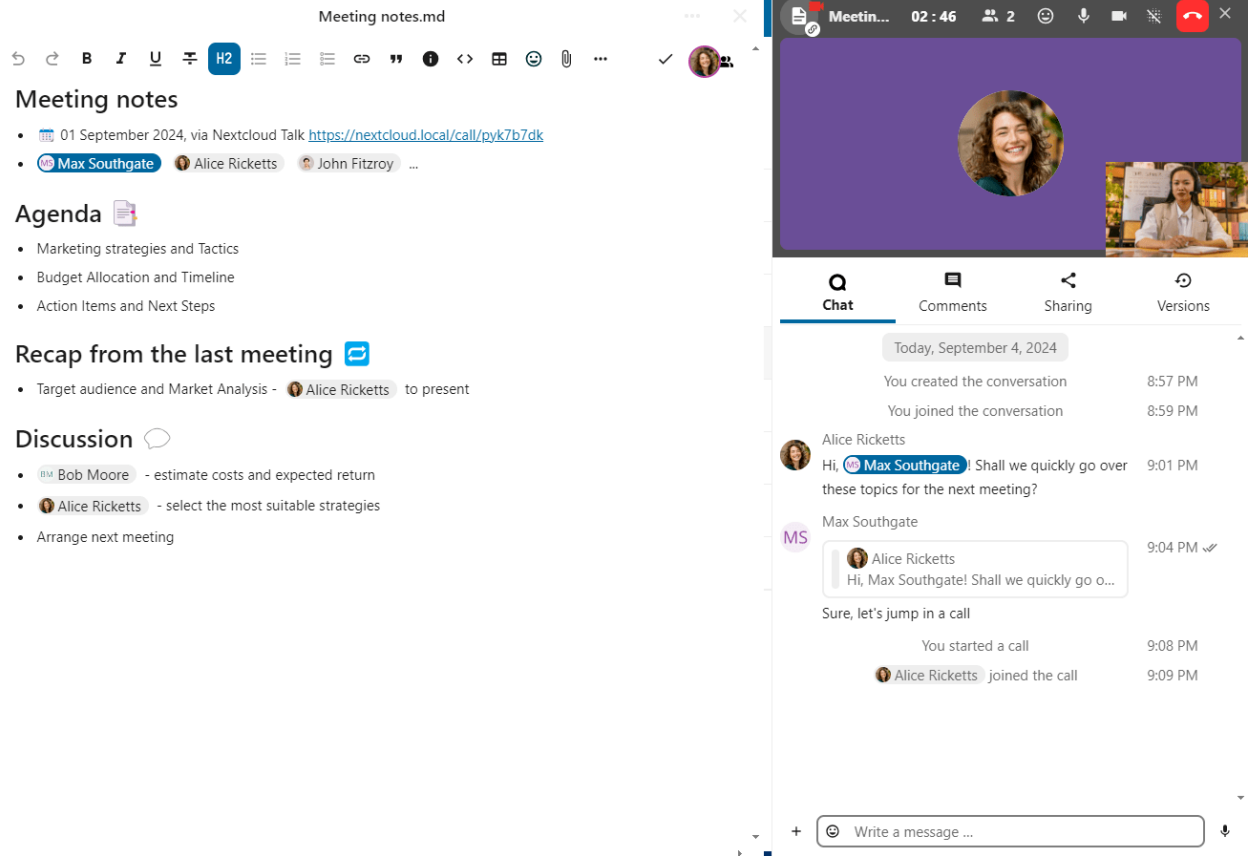 Meeting notes.md
B I U T H2
Meeting notes
01 September 2024, via Nextcloud Talk https://nextcloud.local/call/pyk7b7dk
MS Max Southgate Alice Ricketts John Fitzroy ...
Agenda
Marketing strategies and Tactics
Budget Allocation and Timeline
Action Items and Next Steps
Recap from the last meeting
Target audience and Market Analysis - Alice Ricketts to present
Discussion
BM Bob Moore - estimate costs and expected return
Alice Ricketts - select the most suitable strategies
Arrange next meeting
Meetin... 02 : 46 2
Chat Comments Sharing Versions
Today, September 4, 2024
You created the conversation 8:57 PM
You joined the conversation 8:59 PM
Alice Ricketts
Hi, MS Max Southgate! Shall we quickly go over 9:01 PM
these topics for the next meeting?
Max Southgate
MS 9:04 PM
Alice Ricketts
Hi, Max Southgate! Shall we quickly go o...
Sure, let's jump in a call
You started a call 9:08 PM
Alice Ricketts joined the call 9:09 PM
Write a message ...